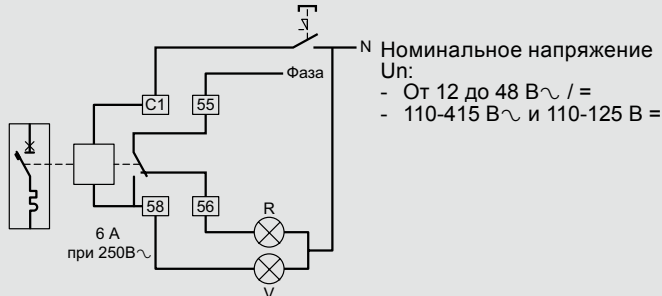 N
Номинальное напряжение
Un:
- От 12 до 48 В∿ / =
- 110-415 В∿ и 110-125 В =
Фаза
C1
55
58
56
R
6 А
при 250В∿
V